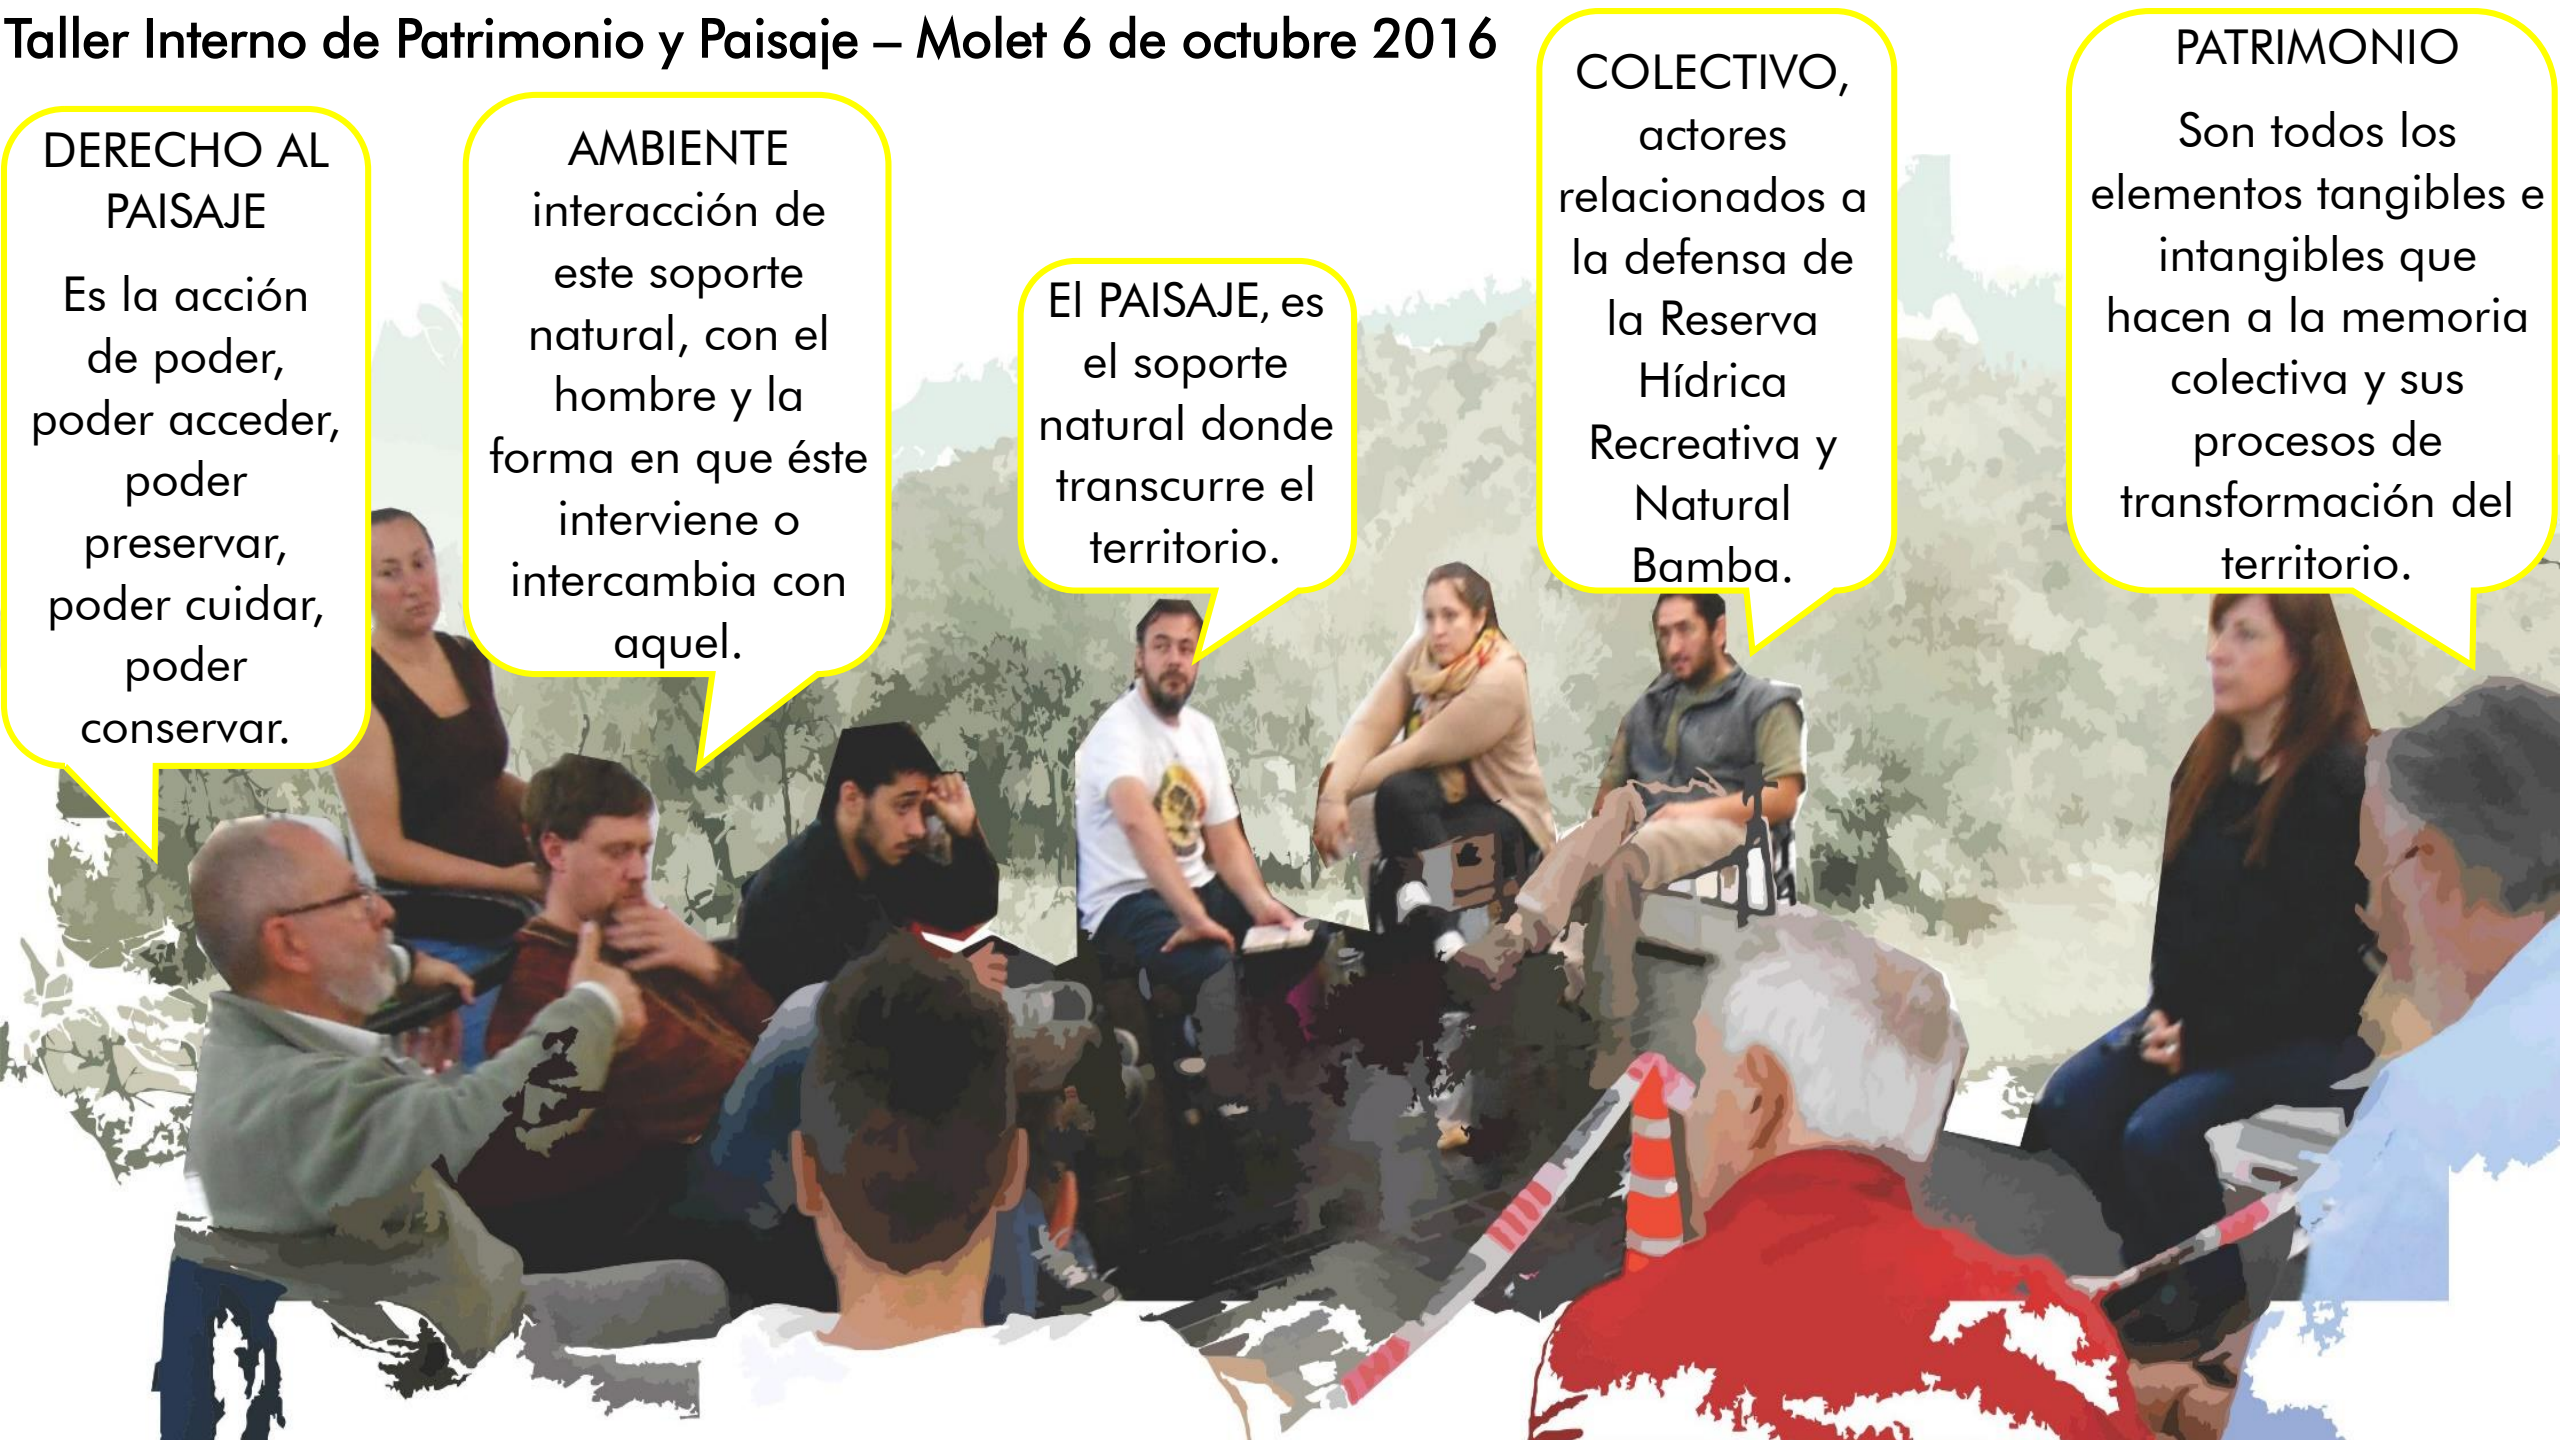 Taller Interno de Patrimonio y Paisaje – Molet 6 de octubre 2016
DERECHO AL
PAISAJE
Es la acción
de poder,
poder acceder,
poder
preservar,
poder cuidar,
poder
conservar.
AMBIENTE
interacción de
este soporte
natural, con el
hombre y la
forma en que éste
interviene o
intercambia con
aquel.
El PAISAJE, es
el soporte
natural donde
transcurre el
territorio.
COLECTIVO,
actores
relacionados a
la defensa de
la Reserva
Hídrica
Recreativa y
Natural
Bamba.
PATRIMONIO
Son todos los
elementos tangibles e
intangibles que
hacen a la memoria
colectiva y sus
procesos de
transformación del
territorio.